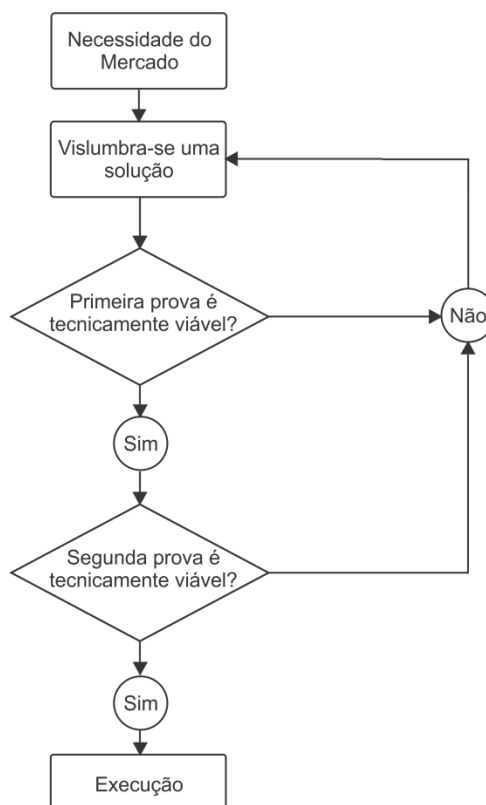 Necessidade do
Mercado
Vislumbra-se uma
solução
Primeira prova é
tecnicamente viável?
Não
Sim
Segunda prova é
tecnicamente viável?
Sim
Execução